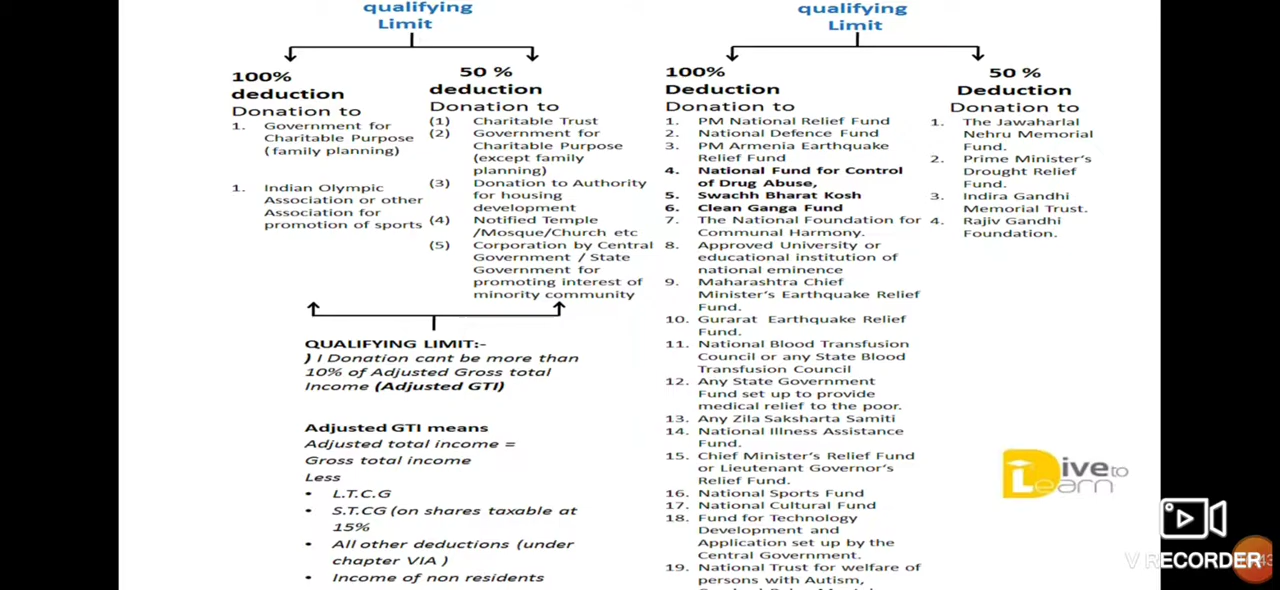 qualifying
Limit
100%
deduction
Donation to
1. Government for
Charitable Purpose
(family planning)
1. Indian Olympic
Association or other
Association for
promotion of sports
50 %
deduction
Donation to
(1) Charitable Trust
(2) Government for
Charitable Purpose
(except family
planning)
(3) Donation to Authority
for housing
development
(4) Notified Temple
/Mosque/Church etc
(5) Corporation by Central
Government / State
Government for
promoting interest of
minority community
QUALIFYING LIMIT:-
) I Donation cant be more than
10% of Adjusted Gross total
Income (Adjusted GTI)
Adjusted GTI means
Adjusted total income =
Gross total income
Less
• L.T.C.G
• S.T.CG (on shares taxable at
15%
• All other deductions (under
chapter VIA )
• Income of non residents
qualifying
Limit
100%
Deduction
Donation to
1. PM National Relief Fund
2. National Defence Fund
3. PM Armenia Earthquake
Relief Fund
4. National Fund for Control
of Drug Abuse,
5. Swachh Bharat Kosh
6. Clean Ganga Fund
7. The National Foundation for
Communal Harmony.
8. Approved University or
educational institution of
national eminence
9. Maharashtra Chief
Minister's Earthquake Relief
Fund.
10. Gurarat Earthquake Relief
Fund.
11. National Blood Transfusion
Council or any State Blood
Transfusion Council
12. Any State Government
Fund set up to provide
medical relief to the poor.
13. Any Zila Saksharta Samiti
14. National Illness Assistance
Fund.
15. Chief Minister's Relief Fund
or Lieutenant Governor's
Relief Fund.
16. National Sports Fund
17. National Cultural Fund
18. Fund for Technology
Development and
Application set up by the
Central Government.
19. National Trust for welfare of
persons with Autism,
50 %
Deduction
Donation to
1. The Jawaharlal
Nehru Memorial
Fund.
2. Prime Minister's
Drought Relief
Fund.
3. Indira Gandhi
Memorial Trust.
4. Rajiv Gandhi
Foundation.
Dive to
Learn
V RECORDER